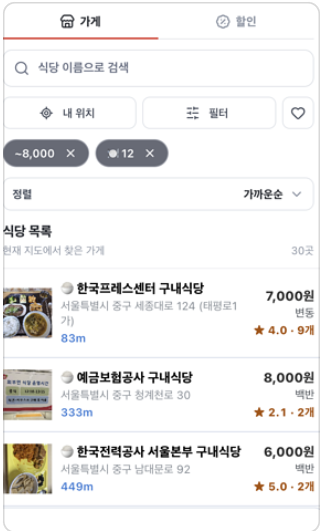 가게
할인
식당 이름으로 검색
내 위치
필터
~8,000 ×
12 ×
정렬
가까운순
식당 목록
현재 지도에서 찾은 가게
30곳
한국프레스센터 구내식당
7,000원
서울특별시 중구 세종대로 124 (태평로1
가)
변동
83m
★ 4.0 · 9개
예금보험공사 구내식당
8,000원
서울특별시 중구 청계천로 30
백반
333m
★ 2.1 · 2개
한국전력공사 서울본부 구내식당
6,000원
서울특별시 중구 남대문로 92
백반
449m
★ 5.0 · 2개